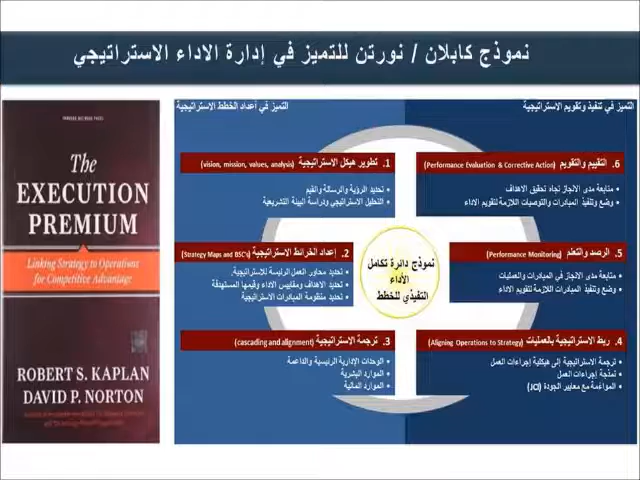 نموذج كابلان / نورتن للتميز في إدارة الاداء الاستراتيجي
HARVARD BUSINESS PRESS
The
EXECUTION
PREMIUM
Linking Strategy to Operations
for Competitive Advantage
ROBERT S. KAPLAN
DAVID P. NORTON
التميز في تنفيذ وتقويم الاستراتيجية
التميز في أعداد الخطط الاستراتيجية
1. تطوير هيكل الاستراتيجية (vision, mission, values, analysis)
تحديد الرؤية والرسالة والقيم
التحليل الاستراتيجي ودراسة البيئة التشريعية
2. إعداد الخرائط الاستراتيجية (Strategy Maps and BSC's)
تحديد محاور العمل الرئيسة للاستراتيجية.
تحديد الاهداف ومقاييس الاداء وقيمها المستهدفة
تحديد منظومة المبادرات الاستراتيجية
3. ترجمة الاستراتيجية (cascading and alignment)
الوحدات الإدارية الرئيسية والداعمة
الموارد البشرية
الموارد المالية
نموذج دائرة تكامل
الأداء
التنفيذي للخطط
6. التقييم والتقويم (Performance Evaluation & Corrective Action)
متابعة مدى الانجاز تجاه تحقيق الاهداف
وضع وتنفيذ المبادرات والتوصيات اللازمة لتقويم الاداء
5. الرصد والتعلم (Performance Monitoring)
متابعة مدى الانجاز في المبادرات والعمليات
وضع وتنفيذ المبادرات اللازمة لتقويم الاداء
4. ربط الاستراتيجية بالعمليات (Aligning Operations to Strategy)
ترجمة الاستراتيجية إلى هيكلية إجراءات العمل
نمذجة إجراءات العمل
المواءمة مع معايير الجودة (JCI)